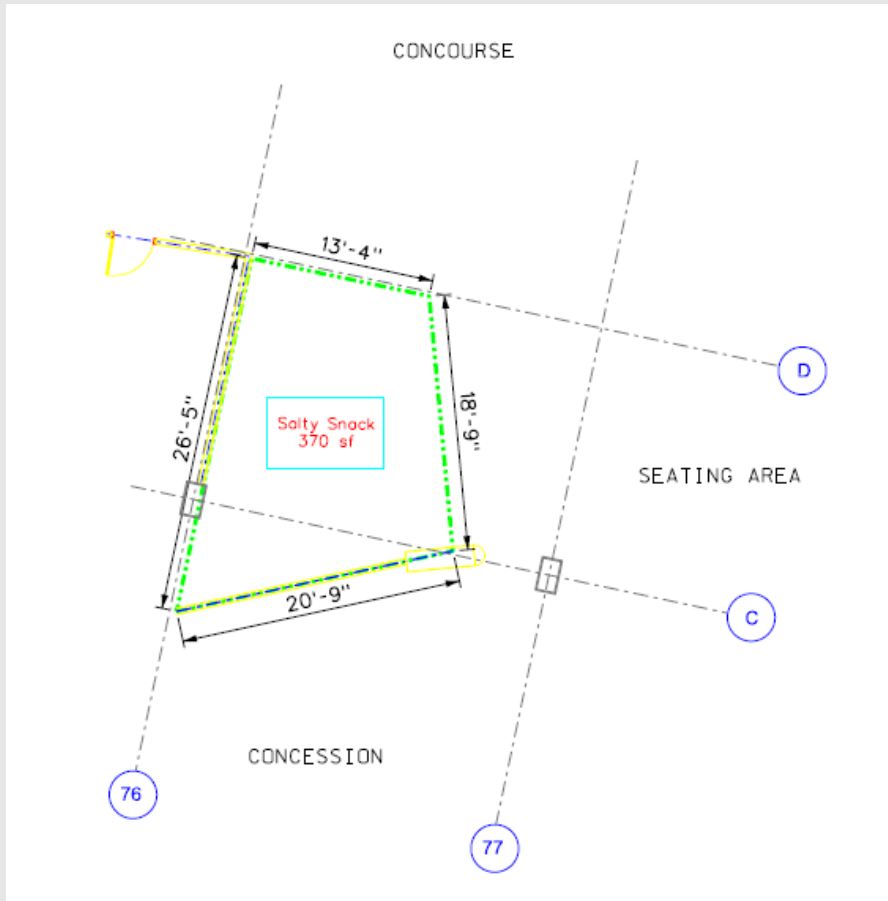 CONCOURSE
13'-4"
26'-5"
18'-9"
Salty Snack
370 sf
D
SEATING AREA
20'-9"
C
CONCESSION
76
77